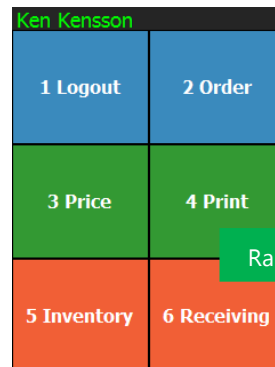 Ken Kensson
1 Logout 2 Order
3 Price 4 Print
Ra
5 Inventory 6 Receiving